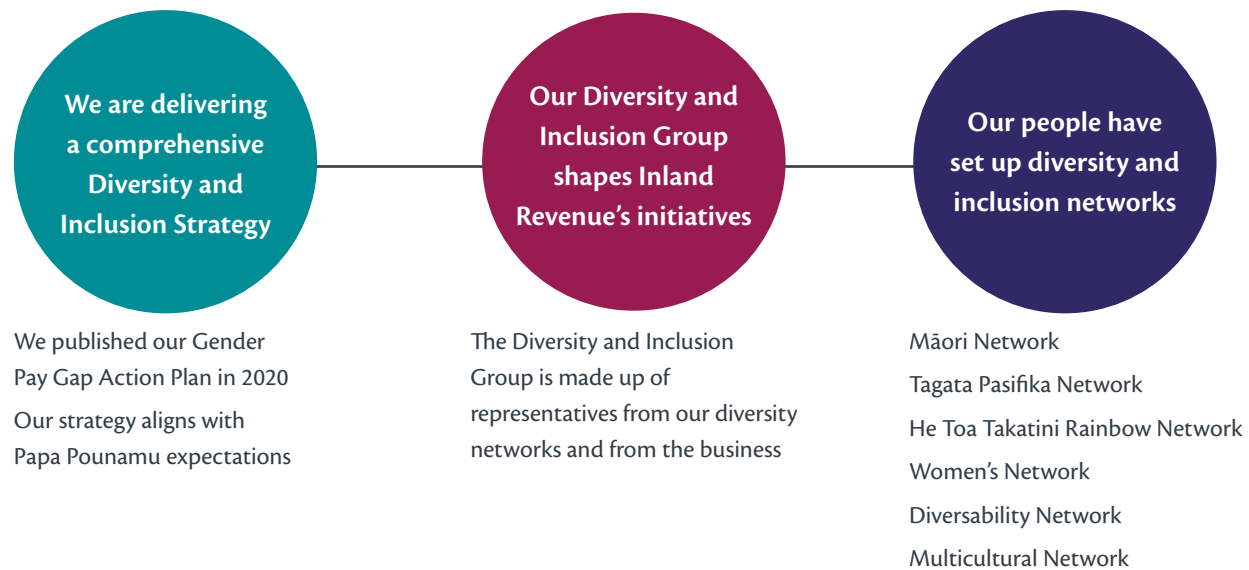 We are delivering
a comprehensive
Diversity and
Inclusion Strategy
We published our Gender
Pay Gap Action Plan in 2020
Our strategy aligns with
Papa Pounamu expectations
Our Diversity and
Inclusion Group
shapes Inland
Revenue's initiatives
The Diversity and Inclusion
Group is made up of
representatives from our diversity
networks and from the business
Our people have
set up diversity and
inclusion networks
Māori Network
Tagata Pasifika Network
He Toa Takatini Rainbow Network
Women's Network
Diversability Network
Multicultural Network